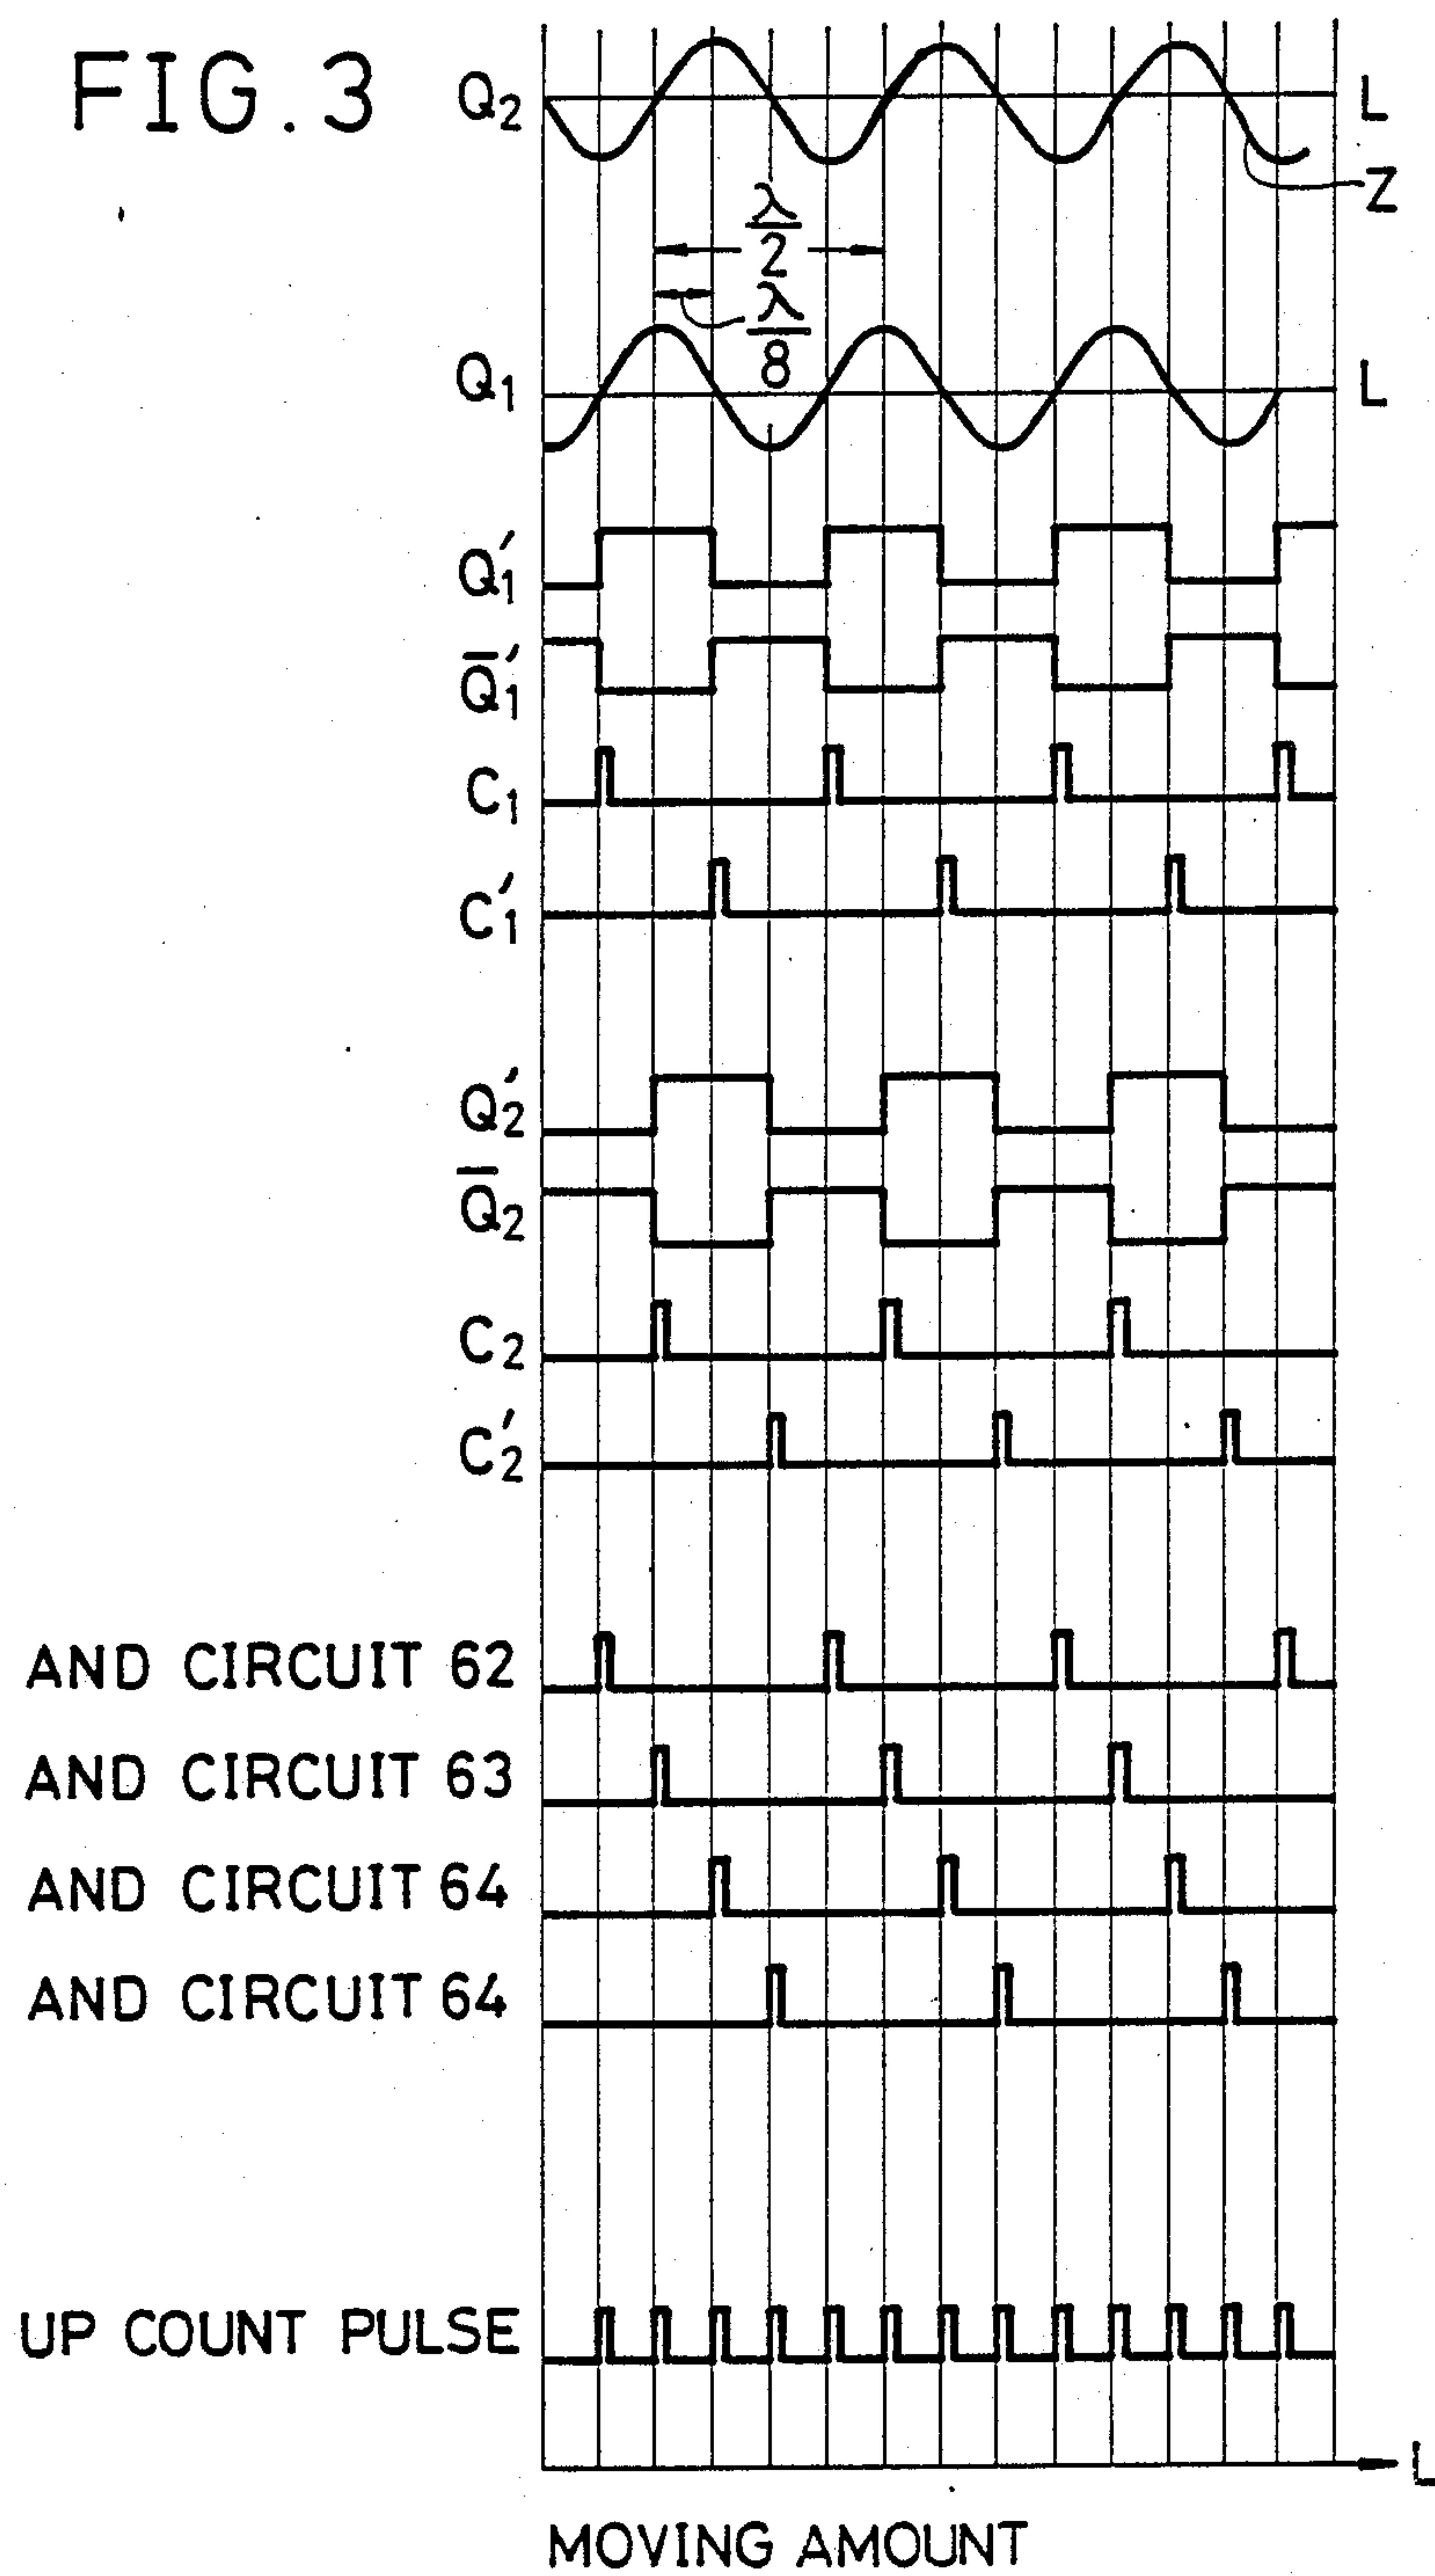 FIG. 3
Q₂ L
Z
λ/2
λ/8
Q₁ L
Q₁′
Q̄₁′
C₁
C₁′
Q₂′
Q̄₂
C₂
C₂′
AND CIRCUIT 62
AND CIRCUIT 63
AND CIRCUIT 64
AND CIRCUIT 64
UP COUNT PULSE
L
MOVING AMOUNT